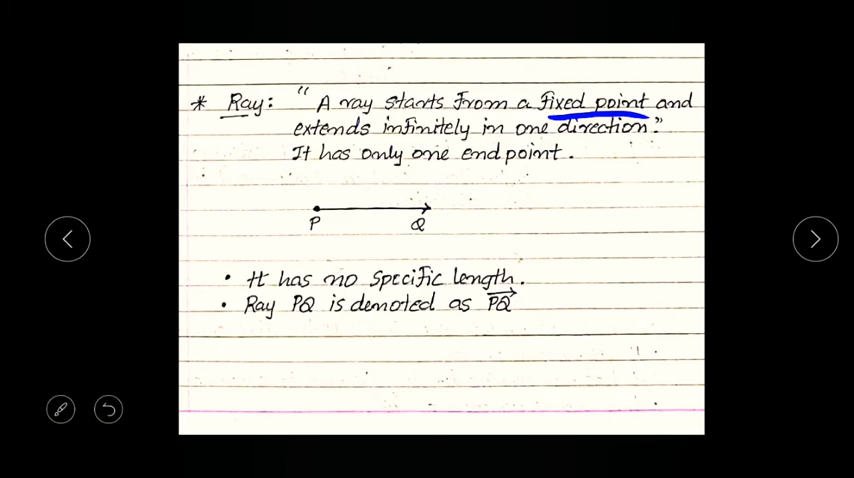 * Ray: “A ray starts from a fixed point and
extends infinitely in one direction.”
It has only one end point.
P Q
• It has no specific length.
• Ray PQ is denoted as $\overrightarrow{PQ}$